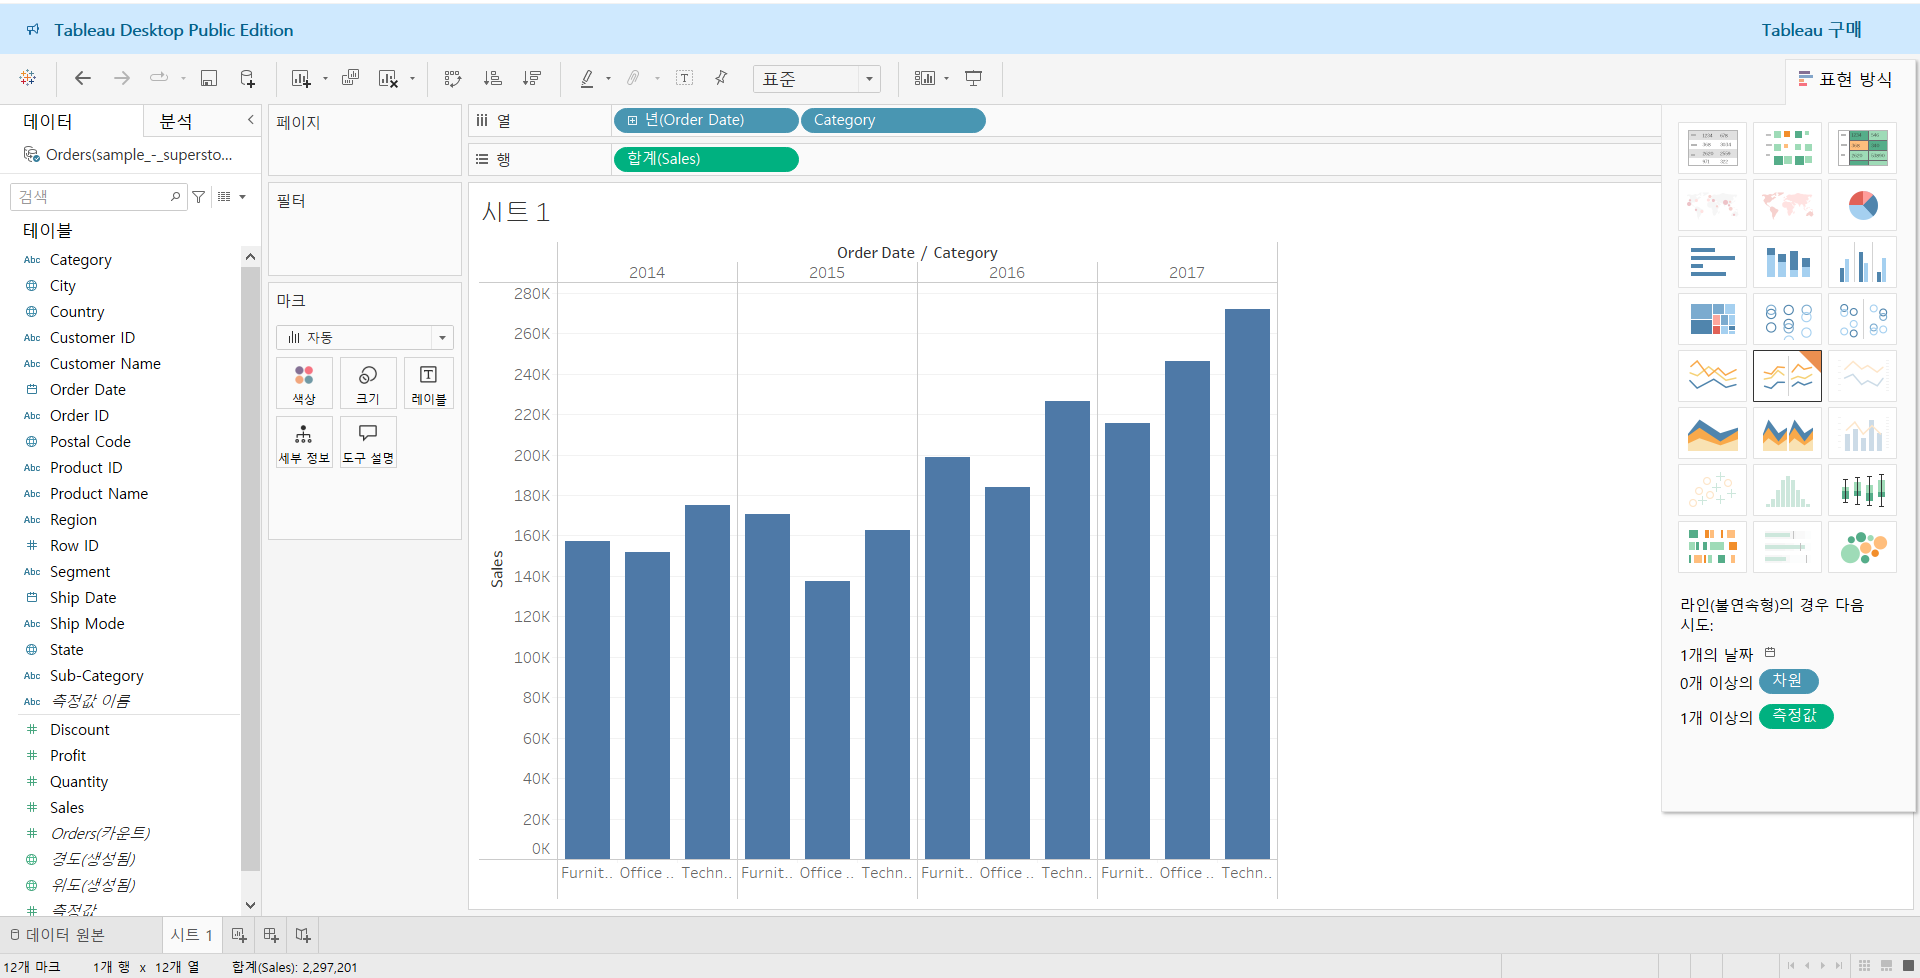 Tableau Desktop Public Edition
Tableau 구매
표준
표현 방식
데이터
분석
Orders(sample_-_supersto...
검색
테이블
Abc Category
City
Country
Abc Customer ID
Abc Customer Name
Order Date
Abc Order ID
Postal Code
Abc Product ID
Abc Product Name
Abc Region
Row ID
Abc Segment
Ship Date
Abc Ship Mode
State
Abc Sub-Category
Abc 측정값 이름
Discount
Profit
Quantity
Sales
Orders(카운트)
경도(생성됨)
위도(생성됨)
측정값
페이지
필터
마크
자동
색상
크기
레이블
세부 정보
도구 설명
열
년(Order Date)
Category
행
합계(Sales)
시트 1
Order Date / Category
2014 2015 2016 2017
280K
260K
240K
220K
200K
180K
160K
140K
120K
100K
80K
60K
40K
20K
0K
Sales
Furnit.. Office .. Techn.. Furnit.. Office .. Techn.. Furnit.. Office .. Techn.. Furnit.. Office .. Techn..
라인(불연속형)의 경우 다음
시도:
1개의 날짜
0개 이상의 차원
1개 이상의 측정값
데이터 원본
시트 1
12개 마크
1개 행 x 12개 열
합계(Sales): 2,297,201